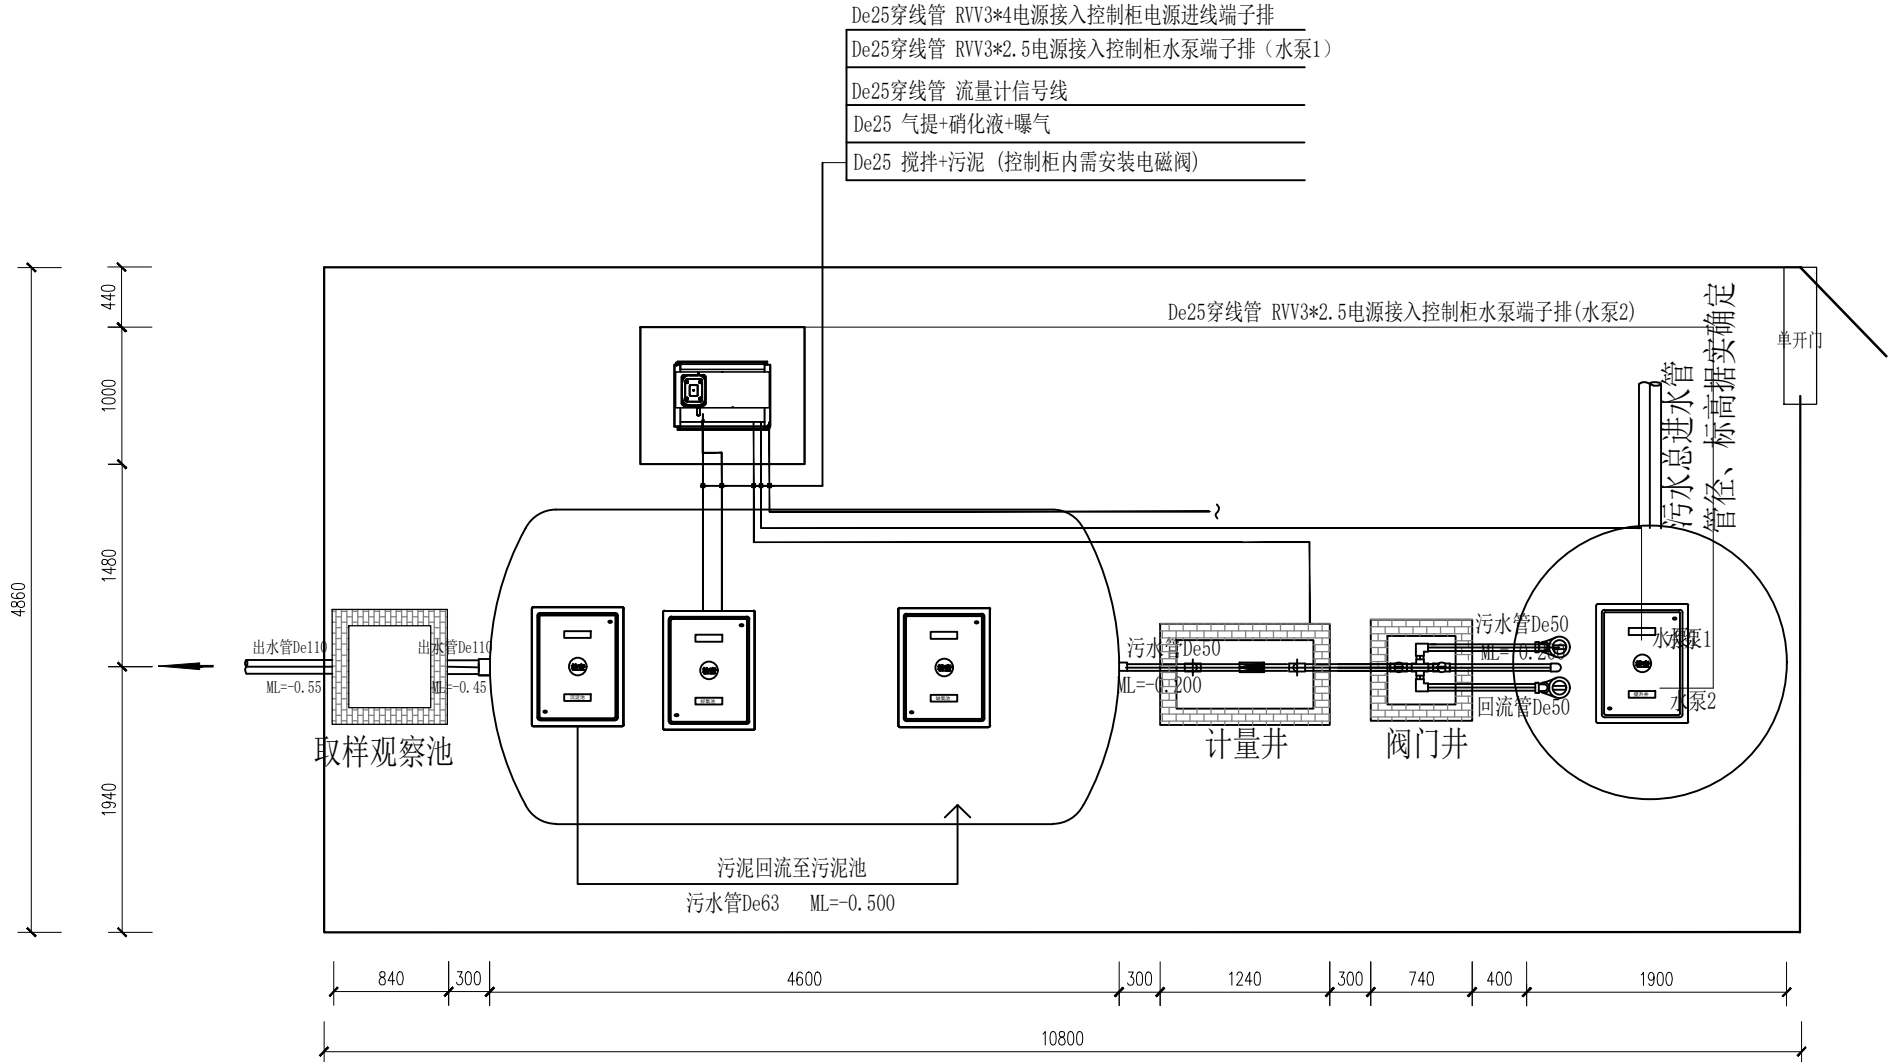 De25穿线管 RVV3*4电源接入控制柜电源进线端子排
De25穿线管 RVV3*2.5电源接入控制柜水泵端子排（水泵1）
De25穿线管 流量计信号线
De25 气提+硝化液+曝气
De25 搅拌+污泥 (控制柜内需安装电磁阀)
De25穿线管 RVV3*2.5电源接入控制柜水泵端子排(水泵2)
单开门
污水总进水管
管径、标高据实确定
440
1000
1480
1940
4860
出水管De110
ML=-0.55
出水管De110
ML=-0.45
取样观察池
污水管De50
ML=-0.200
计量井
阀门井
污水管De50
回流管De50
水泵1
水泵2
污泥回流至污泥池
污水管De63 ML=-0.500
840
300
4600
300
1240
300
740
400
1900
10800